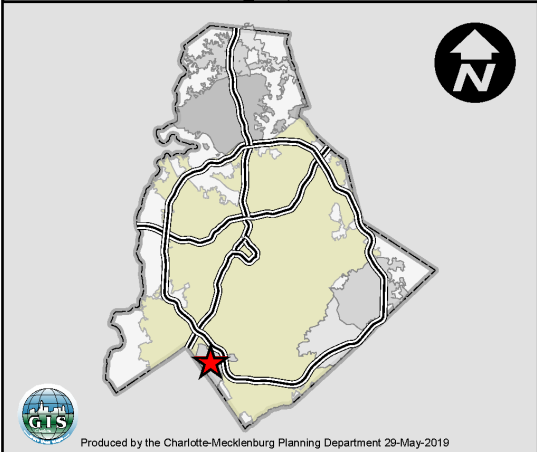 N
GIS
Produced by the Charlotte-Mecklenburg Planning Department 29-May-2019